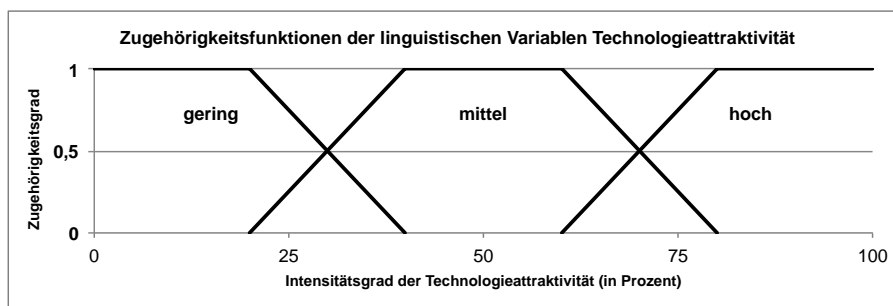 Zugehörigkeitsfunktionen der linguistischen Variablen Technologieattraktivität
1
gering
mittel
hoch
0,5
0
Zugehörigkeitsgrad
0
25
50
75
100
Intensitätsgrad der Technologieattraktivität (in Prozent)